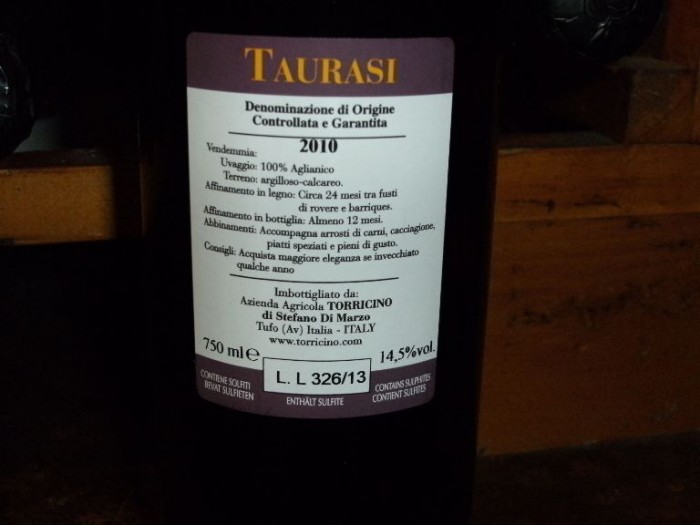 TAURASI
Denominazione di Origine
Controllata e Garantita
Vendemmia: 2010
Uvaggio: 100% Aglianico
Terreno: argilloso-calcareo.
Affinamento in legno: Circa 24 mesi tra fusti
di rovere e barriques.
Affinamento in bottiglia: Almeno 12 mesi.
Abbinamenti: Accompagna arrosti di carni, cacciagione,
piatti speziati e pieni di gusto.
Consigli: Acquista maggiore eleganza se invecchiato
qualche anno
Imbottigliato da:
Azienda Agricola TORRICINO
di Stefano Di Marzo
Tufo (Av) Italia - ITALY
www.torricino.com
750 ml e 14,5%vol.
L. L 326/13
CONTIENE SOLFITI
BEVAT SULFIETEN
ENTHÄLT SULFITE
CONTAINS SULPHITES
CONTIENT SULFITES